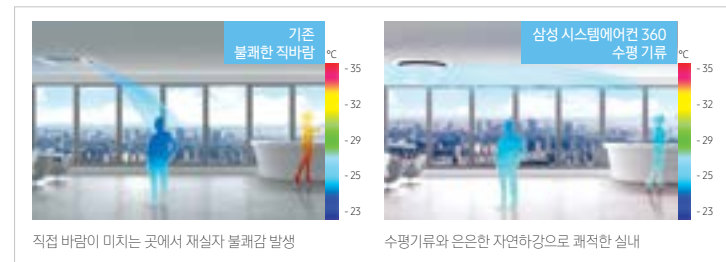 기존
불쾌한 직바람
℃
- 35
- 32
- 29
- 25
- 23
직접 바람이 미치는 곳에서 재실자 불쾌감 발생
삼성 시스템에어컨 360
수평 기류
℃
- 35
- 32
- 29
- 25
- 23
수평기류와 은은한 자연하강으로 쾌적한 실내